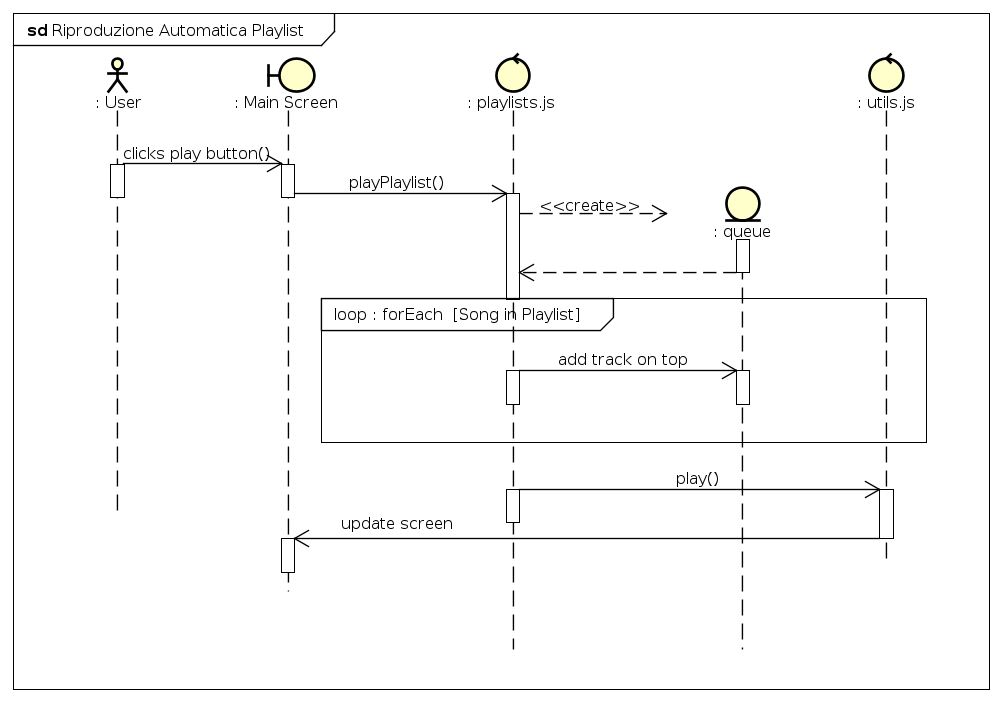 sd Riproduzione Automatica Playlist
: User
: Main Screen
: playlists.js
: utils.js
clicks play button()
playPlaylist()
<<create>>
: queue
loop : forEach [Song in Playlist]
add track on top
play()
update screen